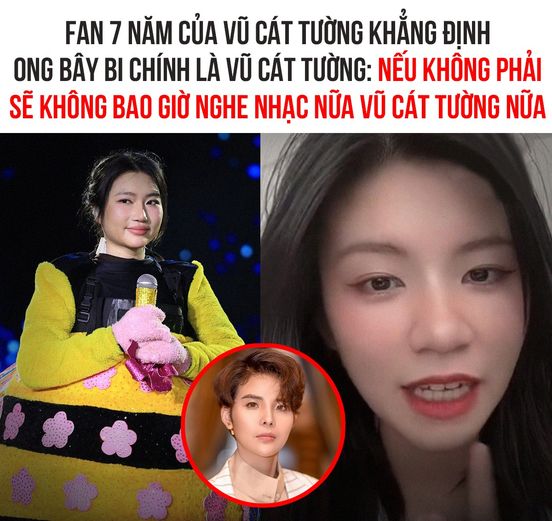 FAN 7 NĂM CỦA VŨ CÁT TƯỜNG KHẲNG ĐỊNH
ONG BÂY BI CHÍNH LÀ VŨ CÁT TƯỜNG: NẾU KHÔNG PHẢI
SẼ KHÔNG BAO GIỜ NGHE NHẠC NỮA VŨ CÁT TƯỜNG NỮA